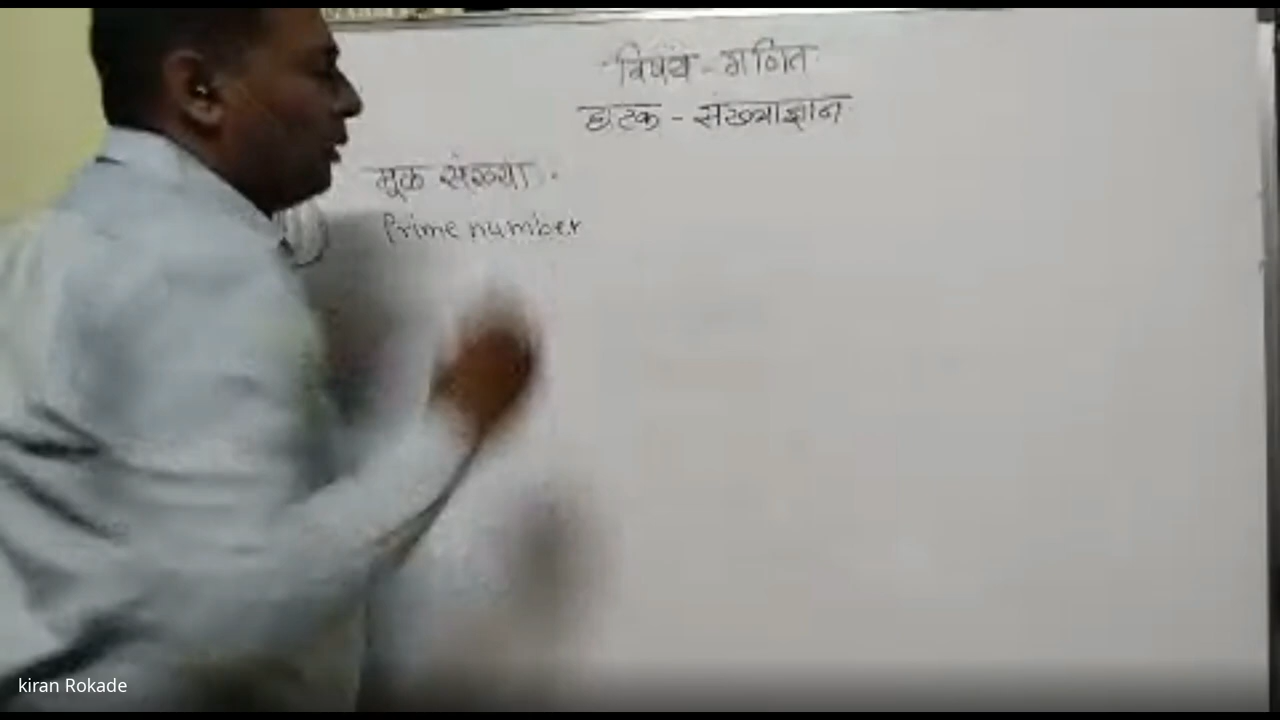 विषय - गणित
घटक - संख्याज्ञान
मूळ संख्या .
Prime number
kiran Rokade